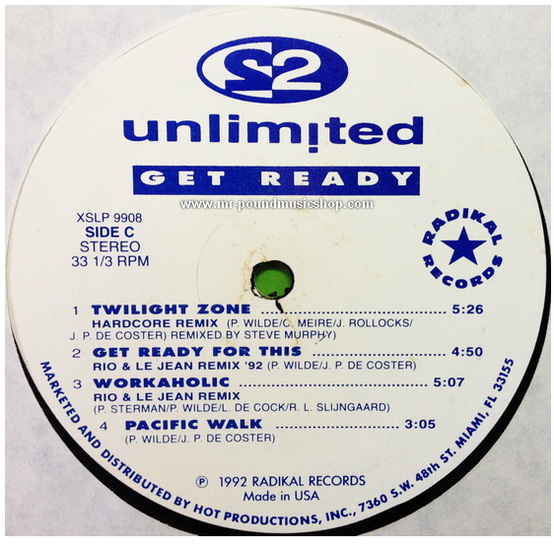 2
unlimited
GET READY
www.mr-poundmusicshop.com
XSLP 9908
SIDE C
STEREO
33 1/3 RPM
RADIKAL RECORDS
1 TWILIGHT ZONE ........................................ 5:26
HARDCORE REMIX (P. WILDE/C. MEIRE/J. ROLLOCKS/
J. P. DE COSTER) REMIXED BY STEVE MURPHY)
2 GET READY FOR THIS ........................ 4:50
RIO & LE JEAN REMIX '92 (P. WILDE/J. P. DE COSTER)
3 WORKAHOLIC ........................................ 5:07
RIO & LE JEAN REMIX
(P. STERMAN/P. WILDE/L. DE COCK/R. L. SLIJNGAARD)
4 PACIFIC WALK ........................ 3:05
(P. WILDE/J. P. DE COSTER)
℗ 1992 RADIKAL RECORDS
Made in USA
MARKETED AND DISTRIBUTED BY HOT PRODUCTIONS, INC., 7360 S.W. 48th ST. MIAMI, FL 33155